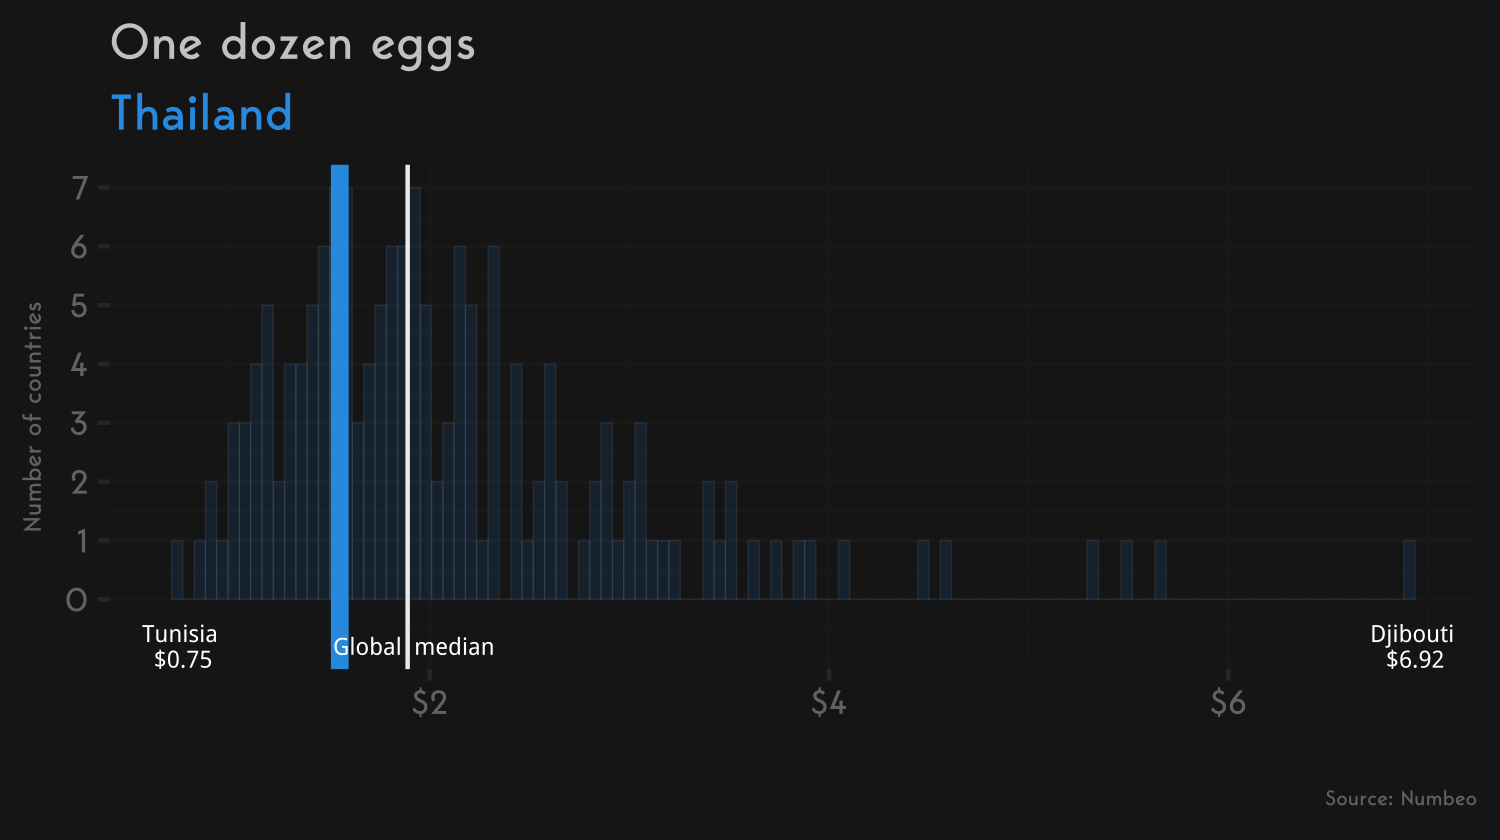 One dozen eggs
Thailand
Number of countries
7
6
5
4
3
2
1
0
Tunisia
$0.75
Global median
Djibouti
$6.92
$2
$4
$6
Source: Numbeo